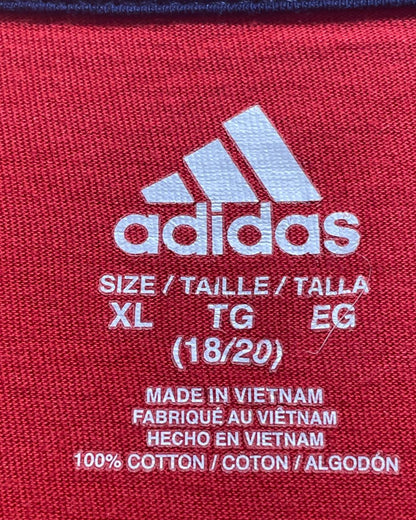 adidas
SIZE / TAILLE / TALLA
XL TG EG
(18/20)
MADE IN VIETNAM
FABRIQUÉ AU VIÊTNAM
HECHO EN VIETNAM
100% COTTON / COTON / ALGODÓN